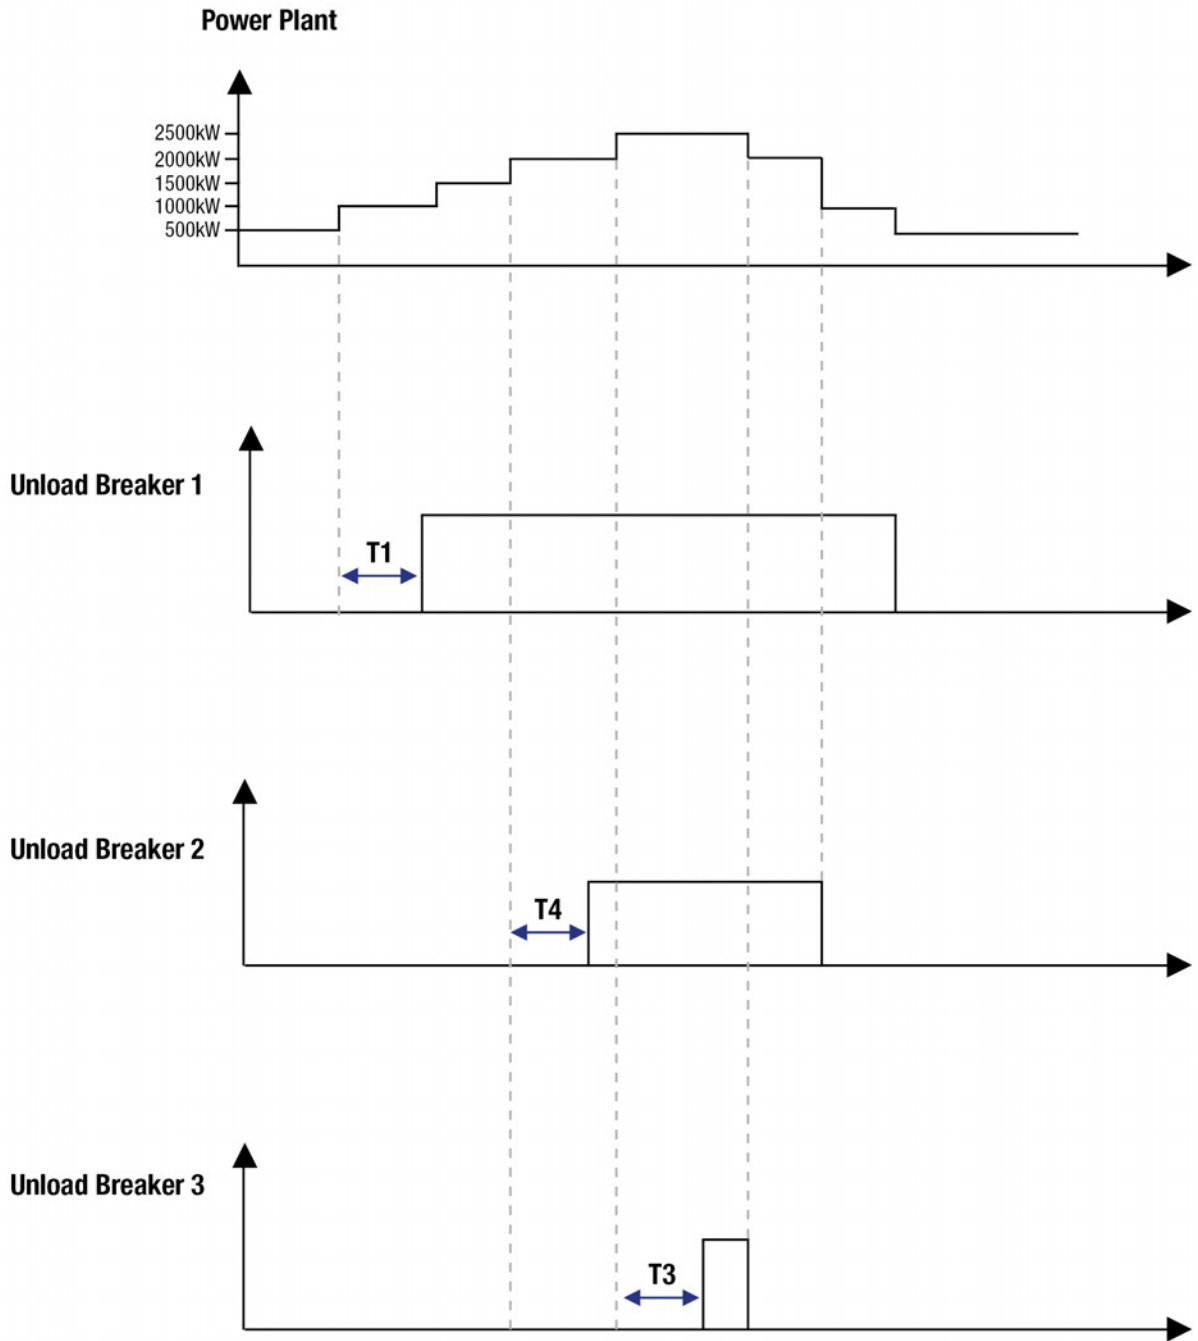 Power Plant
2500kW
2000kW
1500kW
1000kW
500kW
Unload Breaker 1
T1
Unload Breaker 2
T4
Unload Breaker 3
T3